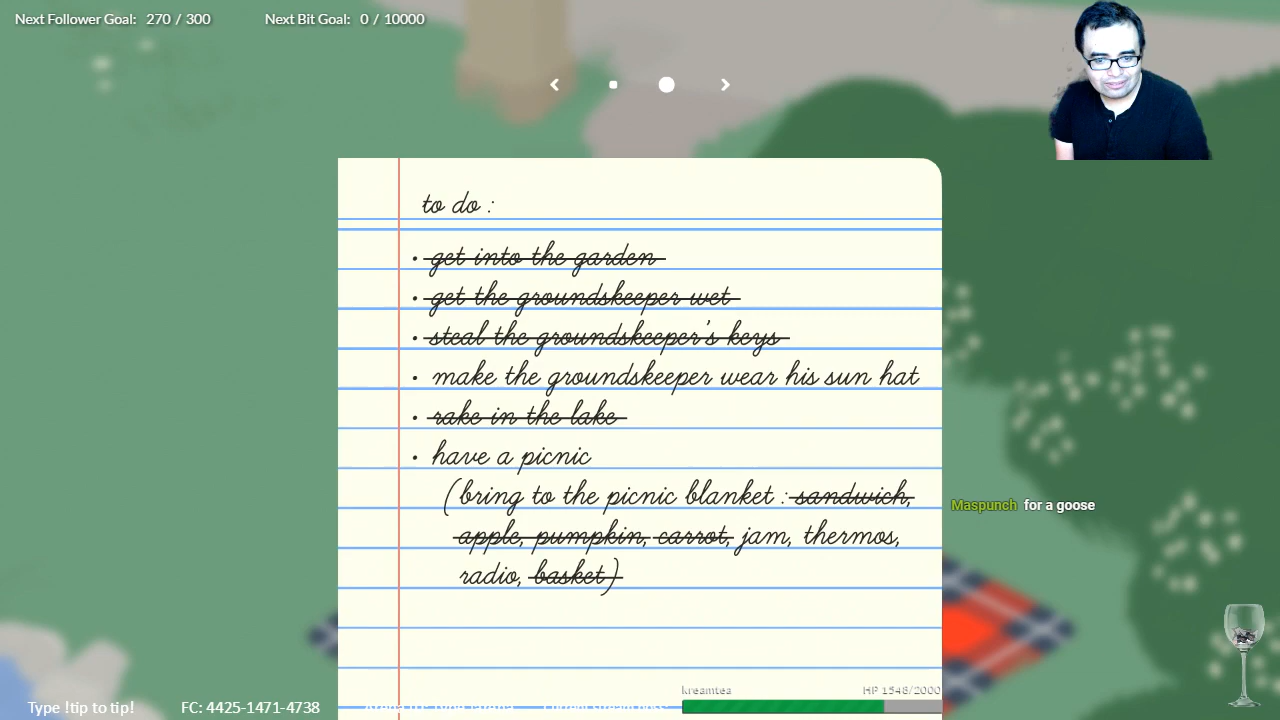 Next Follower Goal: 270 / 300 Next Bit Goal: 0 / 10000
to do :
• get into the garden
• get the groundskeeper wet
• steal the groundskeeper's keys
• make the groundskeeper wear his sun hat
• rake in the lake
• have a picnic
(bring to the picnic blanket : sandwich,
apple, pumpkin, carrot, jam, thermos,
radio, basket)
Maspunch for a goose
kreamtea HP 1548/2000
Type !tip to tip! FC: 4425-1471-4738